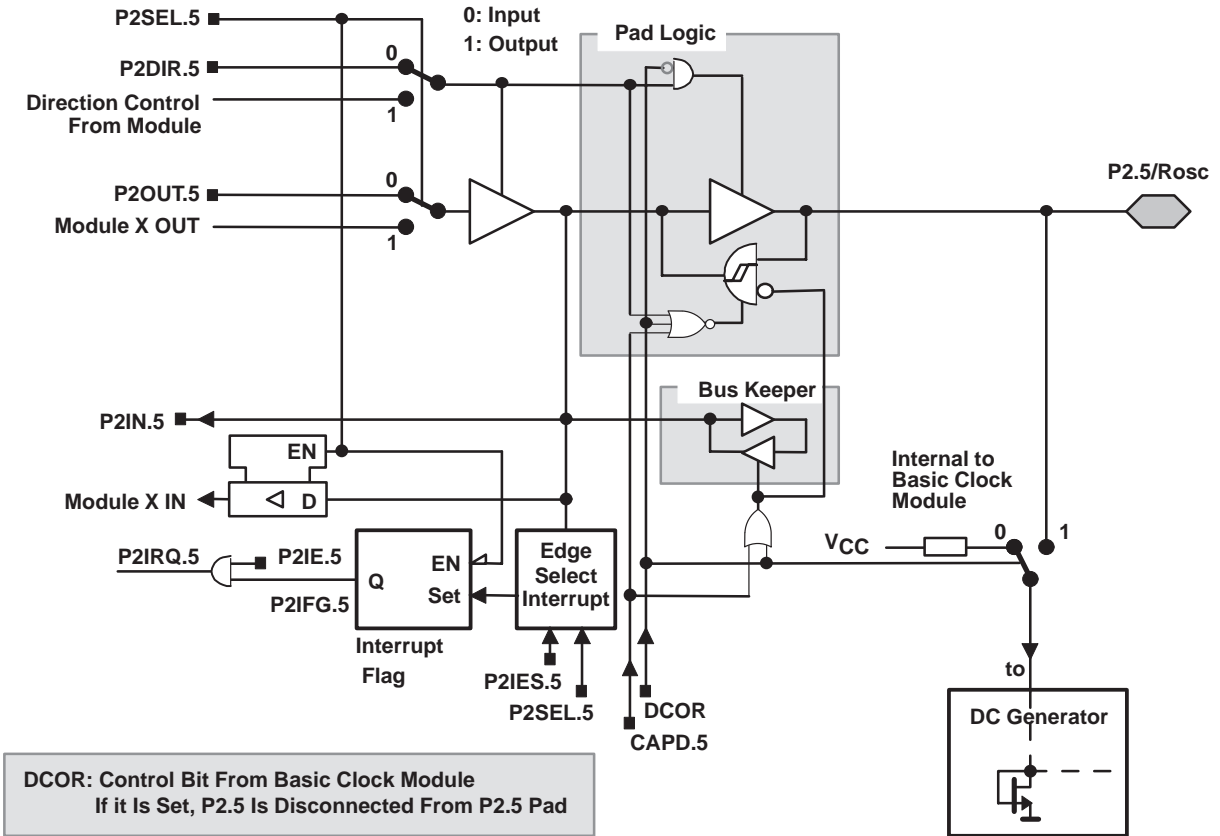 P2SEL.5
0: Input
1: Output
Pad Logic
P2DIR.5
0
Direction Control
From Module
1
P2OUT.5
0
Module X OUT
1
P2.5/Rosc
Bus Keeper
P2IN.5
EN
Module X IN
D
Internal to
Basic Clock
Module
VCC
0
1
P2IRQ.5
P2IE.5
P2IFG.5
Q
EN
Set
Interrupt
Flag
Edge
Select
Interrupt
P2IES.5
P2SEL.5
DCOR
CAPD.5
to
DC Generator
DCOR: Control Bit From Basic Clock Module
If it Is Set, P2.5 Is Disconnected From P2.5 Pad